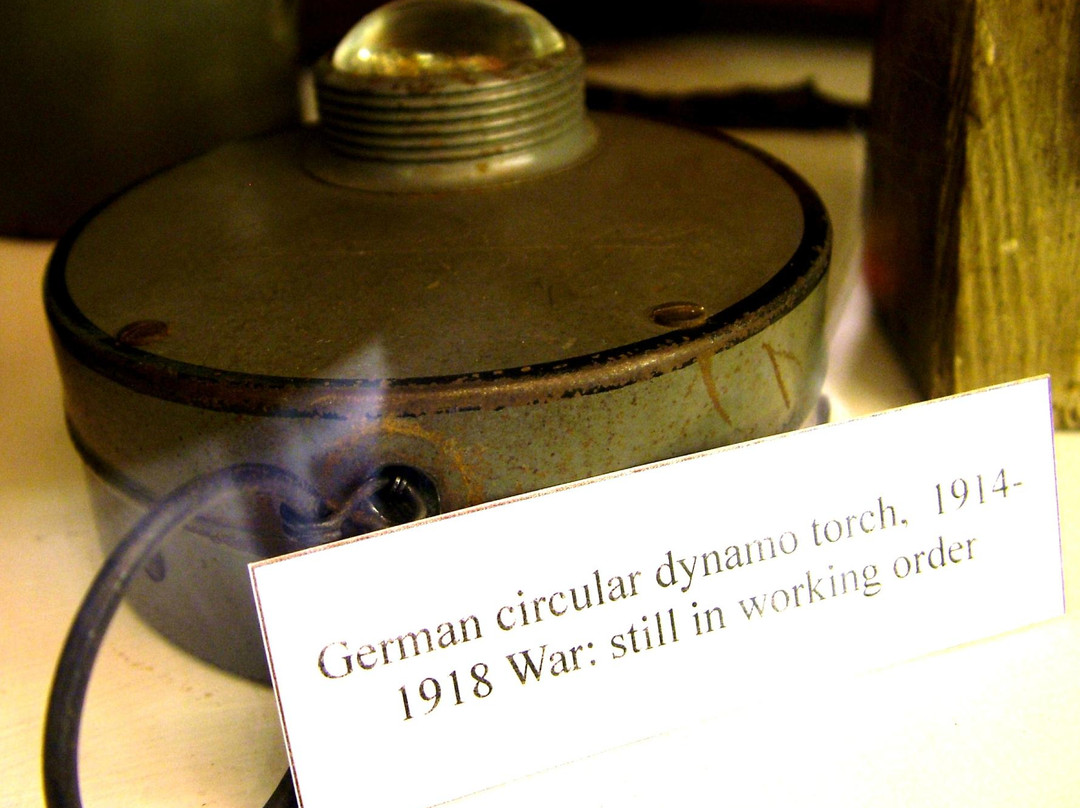 German circular dynamo torch, 1914-
1918 War: still in working order